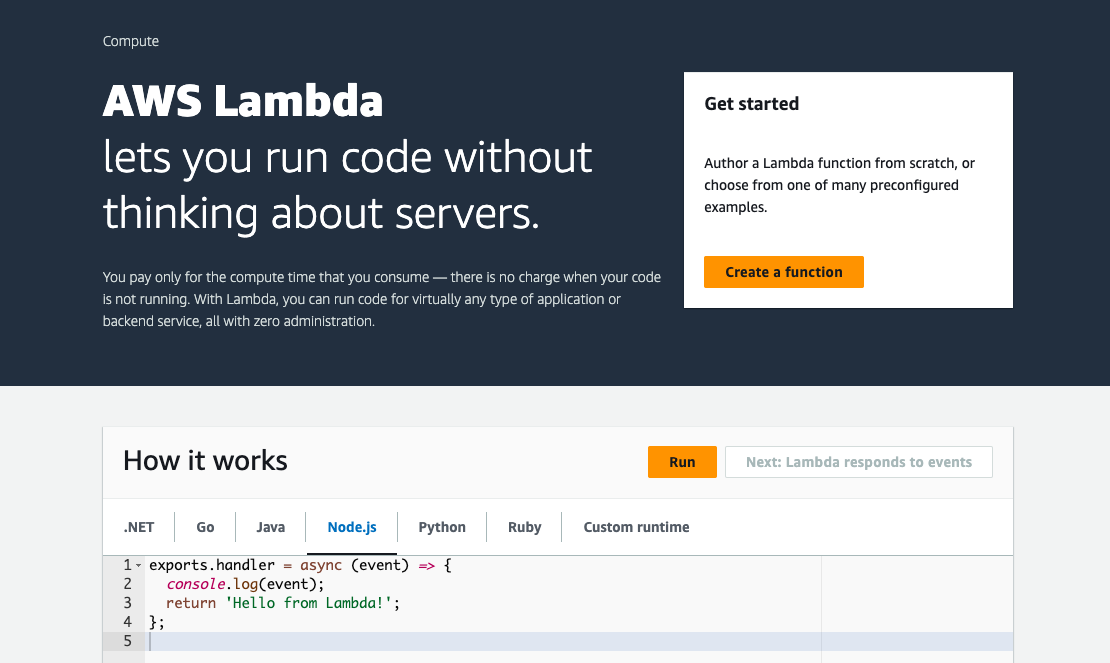 Compute
AWS Lambda
lets you run code without
thinking about servers.
You pay only for the compute time that you consume — there is no charge when your code
is not running. With Lambda, you can run code for virtually any type of application or
backend service, all with zero administration.
Get started
Author a Lambda function from scratch, or
choose from one of many preconfigured
examples.
Create a function
How it works
Run
Next: Lambda responds to events
.NET
Go
Java
Node.js
Python
Ruby
Custom runtime
1 exports.handler = async (event) => {
2   console.log(event);
3   return 'Hello from Lambda!';
4 };
5